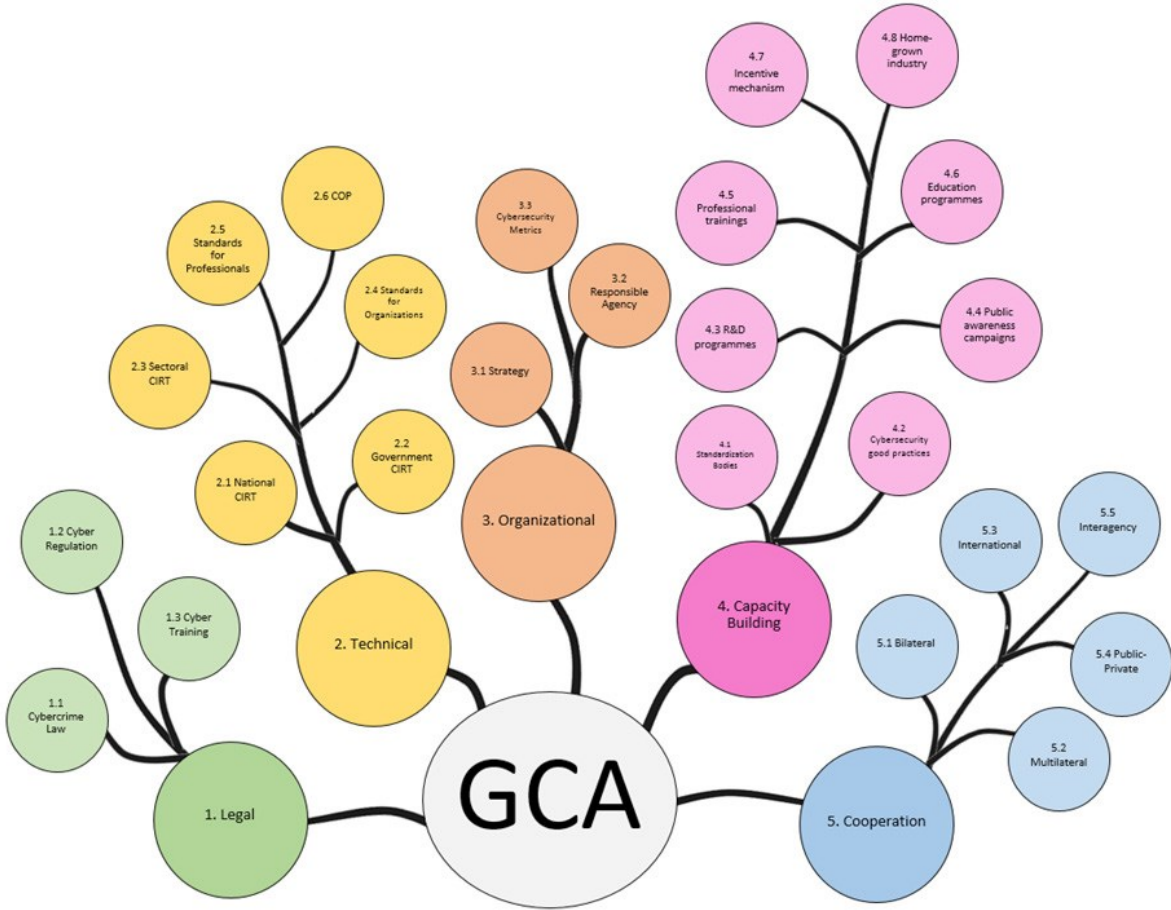 4.8 Home-
grown
industry
4.7
Incentive
mechanism
4.6
Education
programmes
4.5
Professional
trainings
4.4 Public
awareness
campaigns
4.3 R&D
programmes
4.2
Cybersecurity
good practices
4.1
Standardization
Bodies
2.6 COP
2.5
Standards
for
Professionals
2.4 Standards
for
Organizations
2.3 Sectoral
CIRT
2.2
Government
CIRT
2.1 National
CIRT
3.3
Cybersecurity
Metrics
3.2
Responsible
Agency
3.1 Strategy
3. Organizational
1.2 Cyber
Regulation
1.3 Cyber
Training
1.1
Cybercrime
Law
2. Technical
4. Capacity
Building
5.5
Interagency
5.3
International
5.1 Bilateral
5.4 Public-
Private
5.2
Multilateral
1. Legal
GCA
5. Cooperation